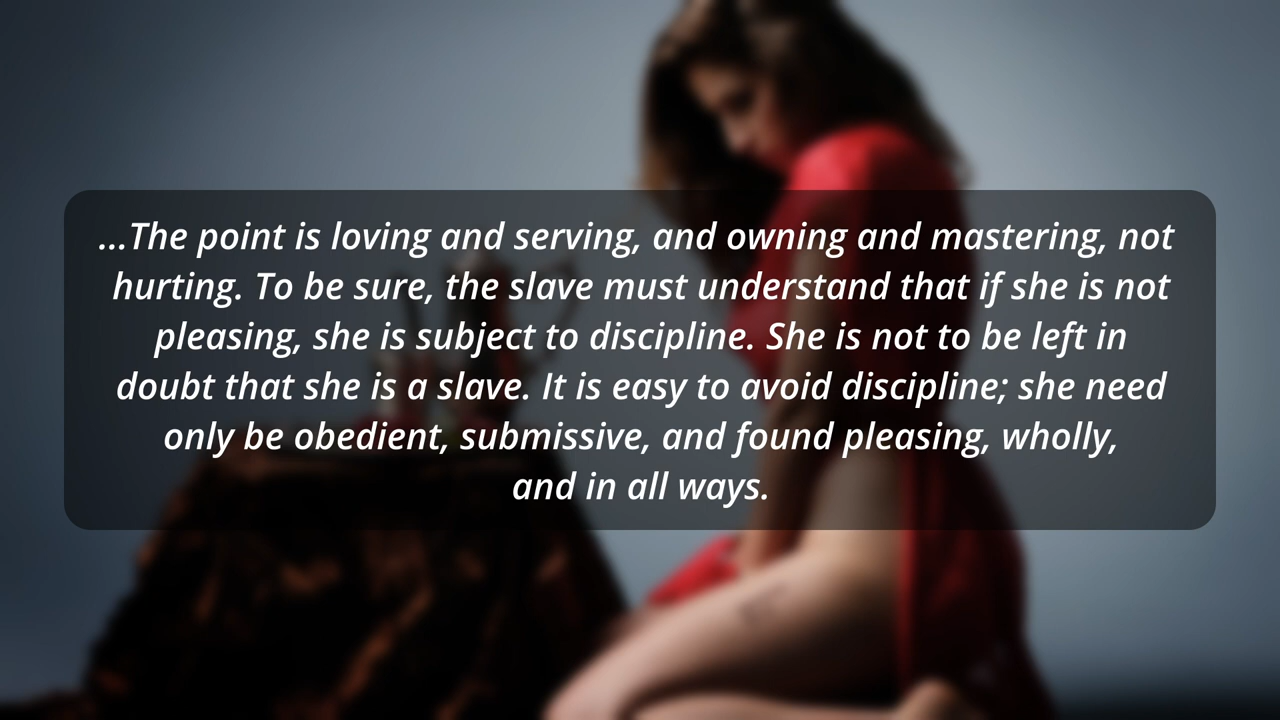 ...The point is loving and serving, and owning and mastering, not
hurting. To be sure, the slave must understand that if she is not
pleasing, she is subject to discipline. She is not to be left in
doubt that she is a slave. It is easy to avoid discipline; she need
only be obedient, submissive, and found pleasing, wholly,
and in all ways.